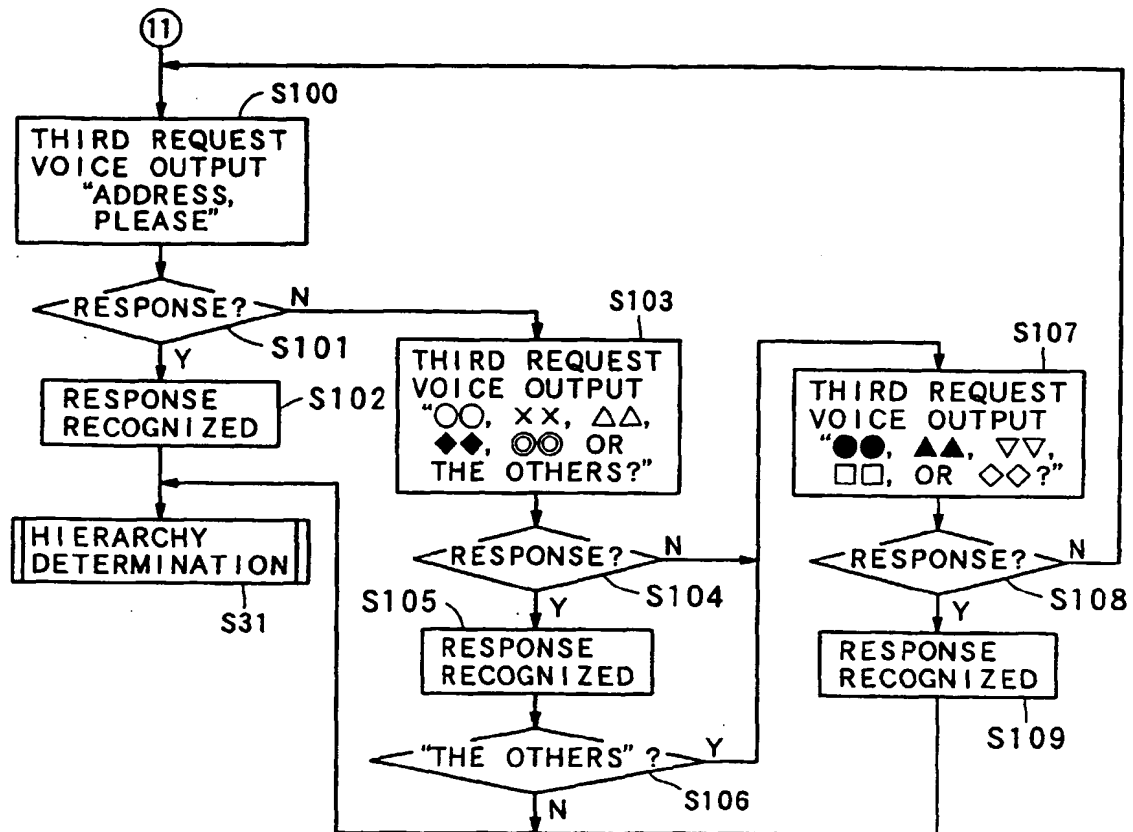 11
S100
THIRD REQUEST
VOICE OUTPUT
“ADDRESS,
PLEASE”
RESPONSE?
N
S101
Y
RESPONSE
RECOGNIZED
S102
HIERARCHY
DETERMINATION
S31
S103
THIRD REQUEST
VOICE OUTPUT
“○○, ××, △△,
◆◆, ◎◎ OR
THE OTHERS?”
RESPONSE?
N
S104
Y
S105
RESPONSE
RECOGNIZED
“THE OTHERS”?
Y
S106
N
S107
THIRD REQUEST
VOICE OUTPUT
“●●, ▲▲, ▽▽,
□□, OR ◇◇?”
RESPONSE?
N
S108
Y
RESPONSE
RECOGNIZED
S109